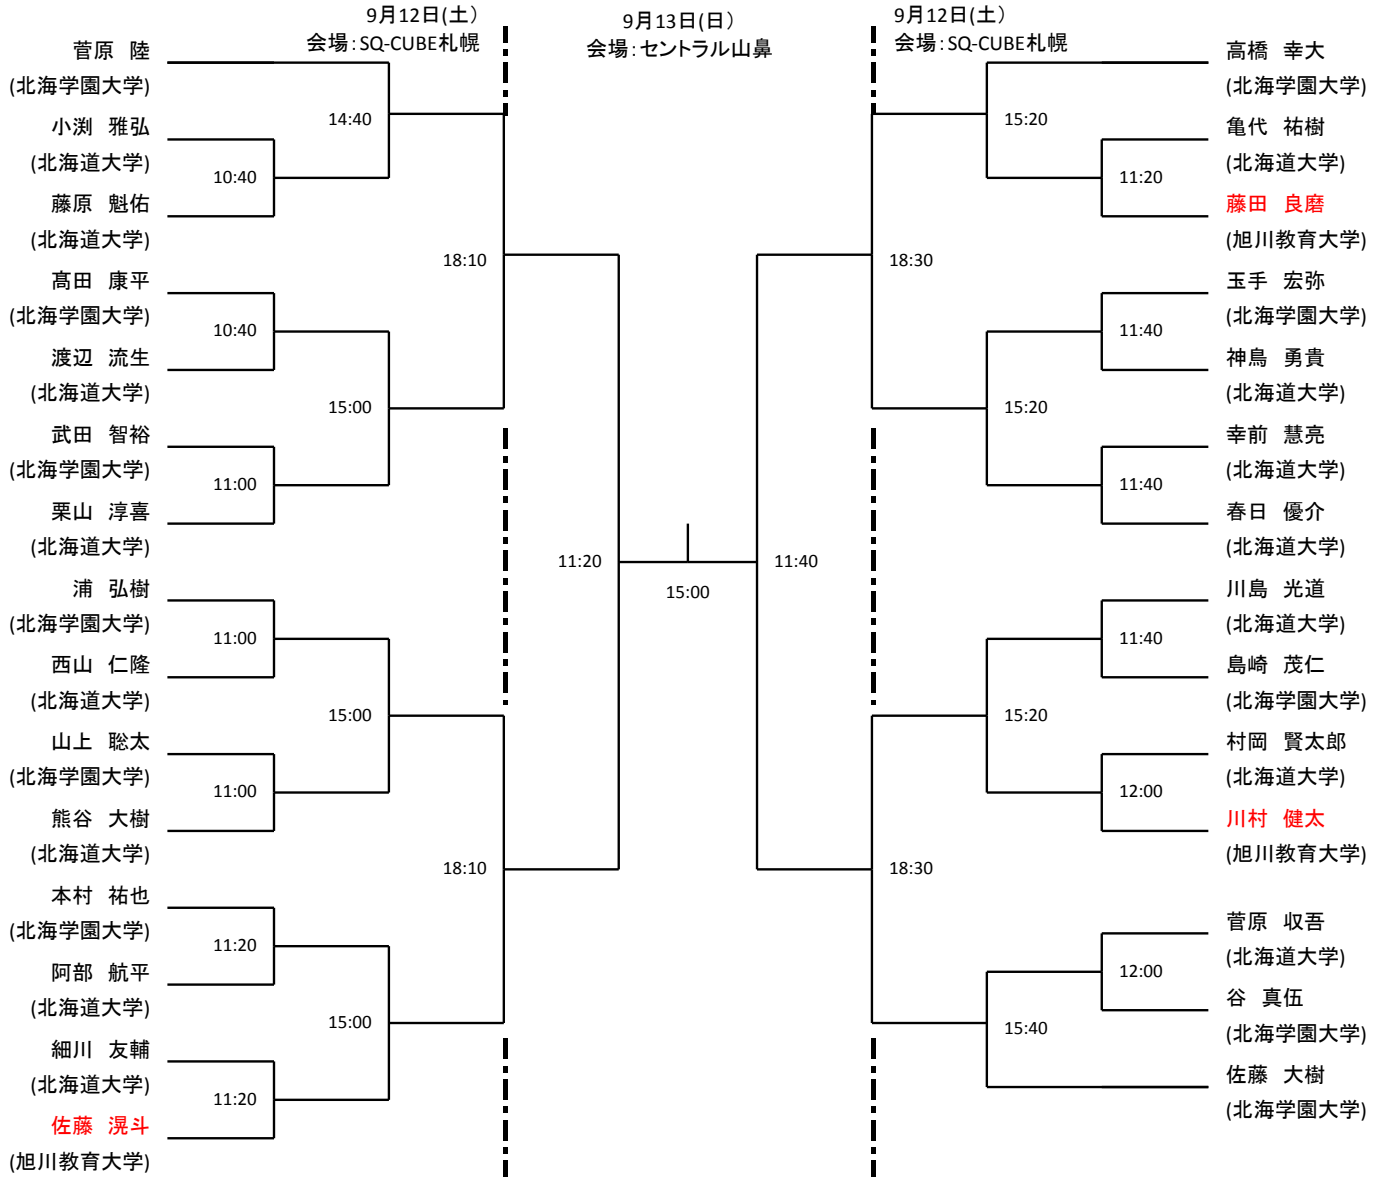 9月12日(土)
会場:SQ-CUBE札幌
9月13日(日)
会場:セントラル山鼻
9月12日(土)
会場:SQ-CUBE札幌
菅原 陸
(北海学園大学)
14:40
小渕 雅弘
(北海道大学)
10:40
藤原 魁佑
(北海道大学)
18:10
髙田 康平
(北海学園大学)
10:40
渡辺 流生
(北海道大学)
15:00
武田 智裕
(北海学園大学)
11:00
栗山 淳喜
(北海道大学)
11:20
浦 弘樹
(北海学園大学)
11:00
西山 仁隆
(北海道大学)
15:00
山上 聡太
(北海学園大学)
11:00
熊谷 大樹
(北海道大学)
18:10
本村 祐也
(北海学園大学)
11:20
阿部 航平
(北海道大学)
15:00
細川 友輔
(北海道大学)
11:20
佐藤 滉斗
(旭川教育大学)
15:00
高橋 幸大
(北海学園大学)
15:20
亀代 祐樹
(北海道大学)
11:20
藤田 良磨
(旭川教育大学)
18:30
玉手 宏弥
(北海学園大学)
11:40
神鳥 勇貴
(北海道大学)
15:20
幸前 慧亮
(北海道大学)
11:40
春日 優介
(北海道大学)
11:40
川島 光道
(北海道大学)
11:40
島崎 茂仁
(北海学園大学)
15:20
村岡 賢太郎
(北海道大学)
12:00
川村 健太
(旭川教育大学)
18:30
菅原 収吾
(北海道大学)
12:00
谷 真伍
(北海学園大学)
15:40
佐藤 大樹
(北海学園大学)